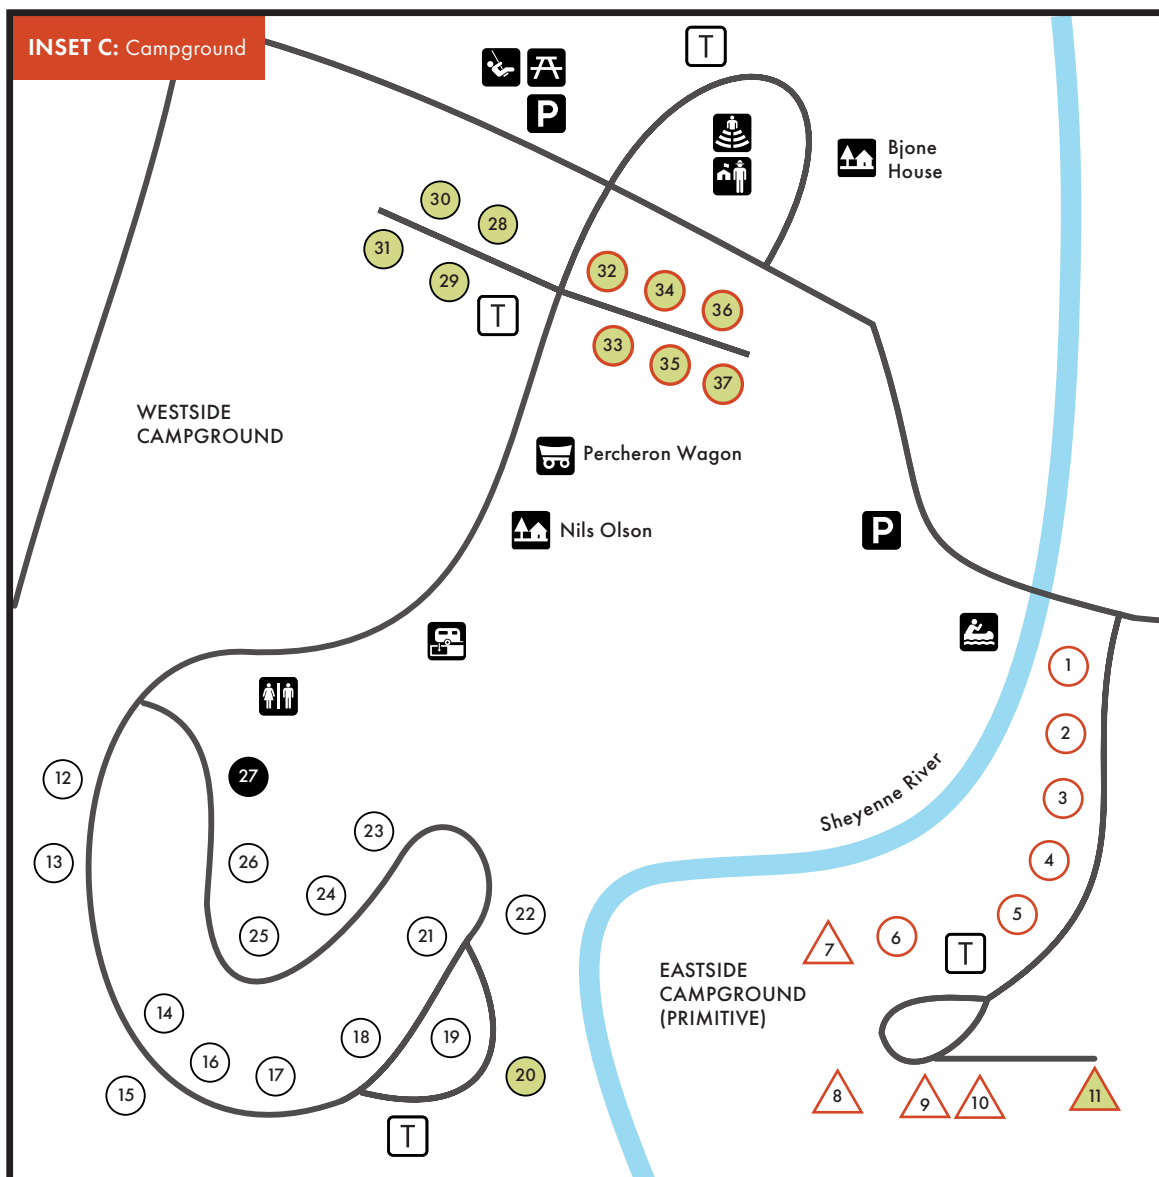 INSET C: Campground
T
P
Bjone
House
30
28
31
29
T
32
34
36
33
35
37
WESTSIDE
CAMPGROUND
Percheron Wagon
Nils Olson
P
1
2
3
4
5
6
7
T
Sheyenne River
EASTSIDE
CAMPGROUND
(PRIMITIVE)
8
9
10
11
12
13
27
26
25
24
23
22
21
14
16
15
17
18
19
20
T